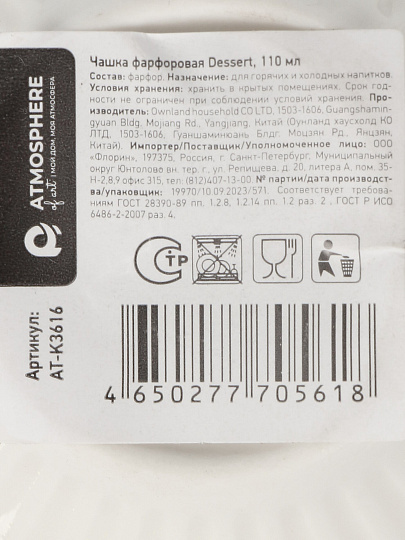 Чашка фарфоровая Dessert, 110 мл
Состав: фарфор. Назначение: для горячих и холодных напитков.
Условия хранения: хранить в крытых помещениях. Срок год-
ности не ограничен при соблюдении условий хранения. Про-
изводитель: Ownland household CO LTD, 1503-1606, Guangshamin-
gyuan Bldg. Mojiang Rd., Yangjiang, Китай (Оунланд хаусхолд КО
ЛТД, 1503-1606, Гуаншаминюань Блдг. Моцзян Рд., Янцзян,
Китай). Импортер/Поставщик/Уполномоченное лицо:
ООО «Флорин», 197375, Россия, г. Санкт-Петербург, Муниципальный
округ Юнтолово вн. тер. г., ул. Репищева, д. 20, литера А, пом. 35-
Н-2,8.9 офис 315, тел. (812)407-13-00. № партии/дата производст-
ва/упаковщик: 19970/10.09.2023/571. Соответствует требова-
ниям ГОСТ 28390-89 пп. 1.2.8, 1.2.14 пп. 1.2 раз. 2 . ГОСТ Р ИСО
6486-2-2007 раз. 4.
ATMOSPHERE
of art | МОЙ ДОМ, МОЯ АТМОСФЕРА
СТР
Артикул:
AT-K3616
4 650277 705618